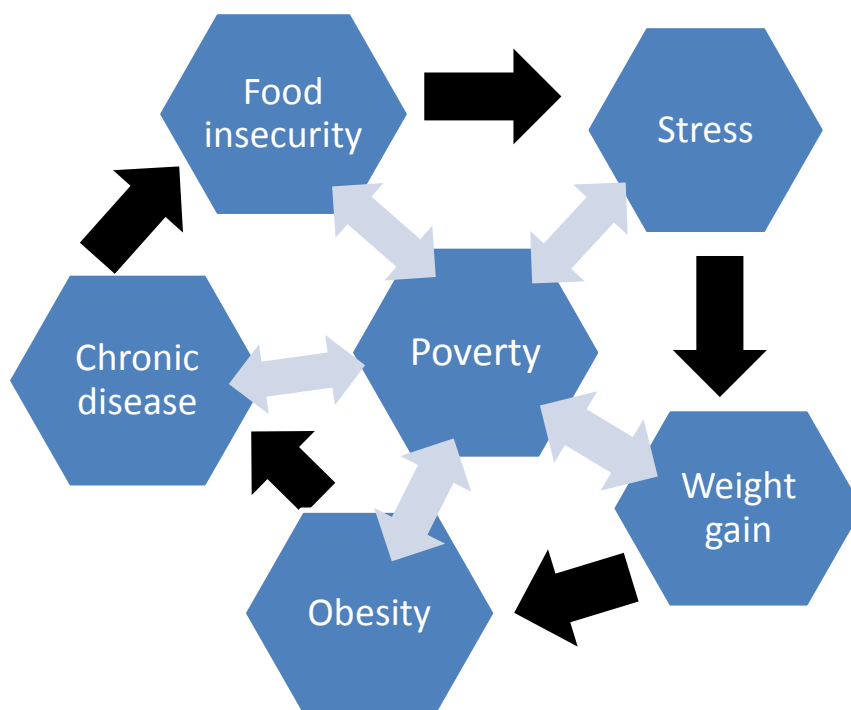 Food
insecurity
Stress
Poverty
Chronic
disease
Weight
gain
Obesity